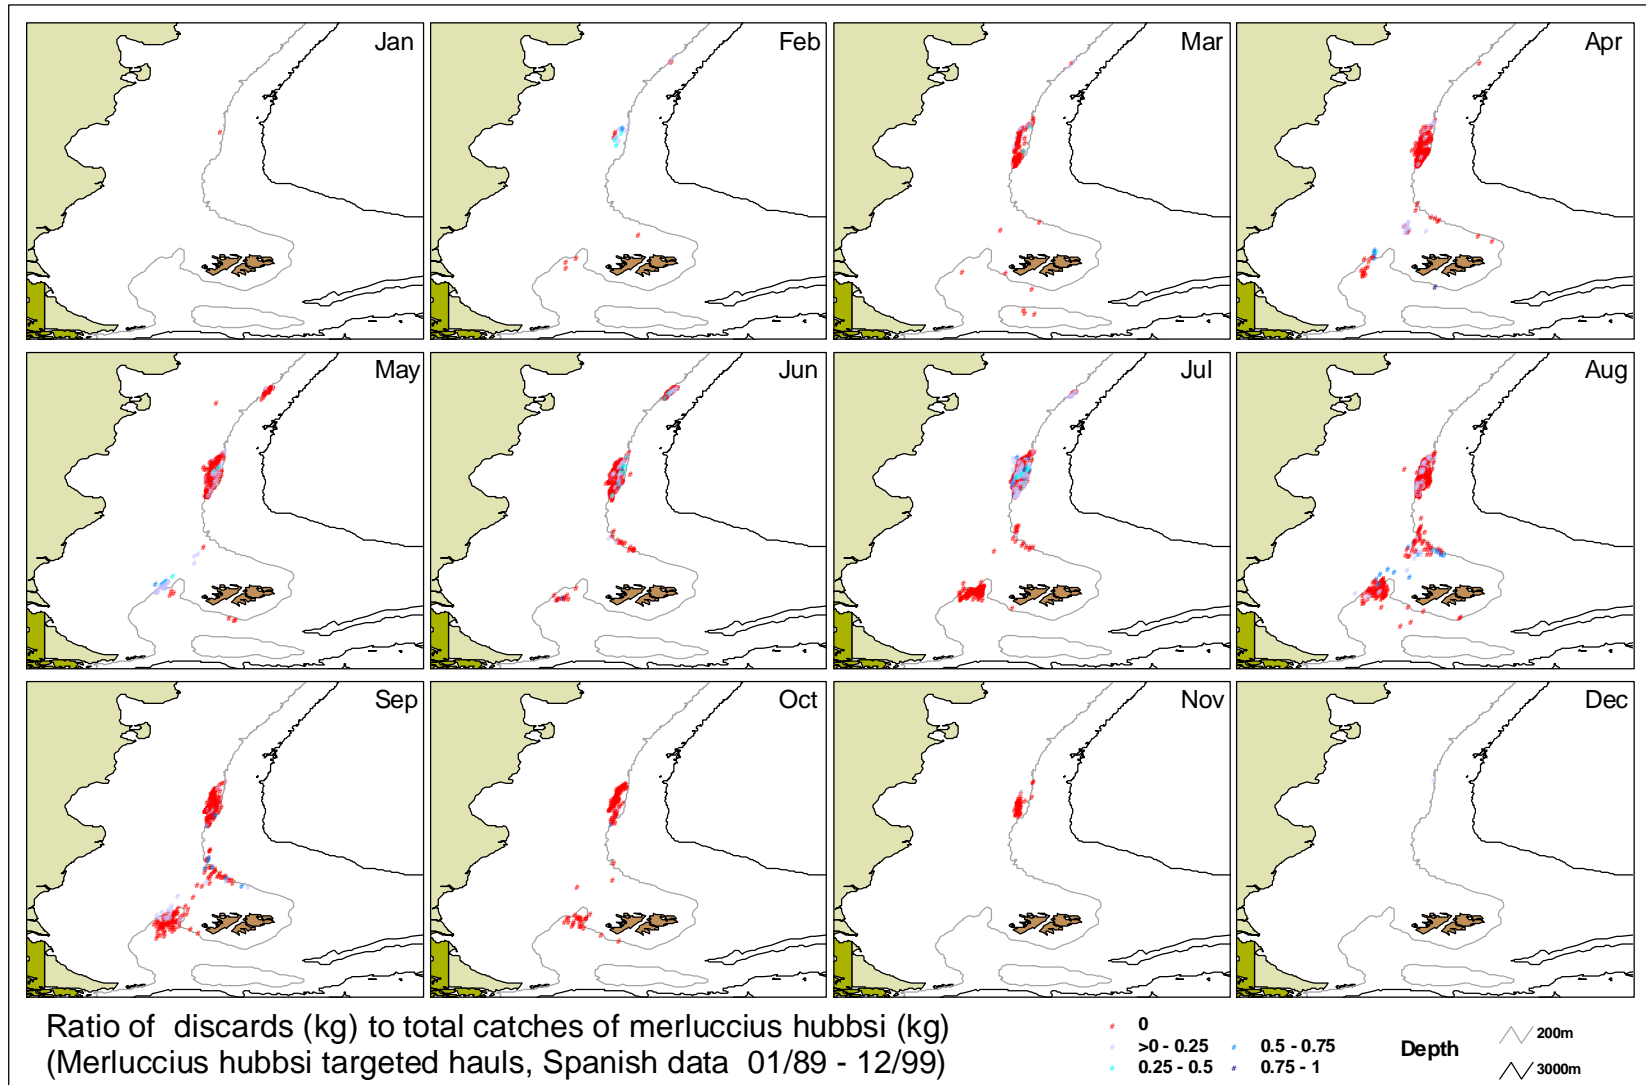 Jan
Feb
Mar
Apr
May
Jun
Jul
Aug
Sep
Oct
Nov
Dec
Ratio of discards (kg) to total catches of merluccius hubbsi (kg)
(Merluccius hubbsi targeted hauls, Spanish data 01/89 - 12/99)
# 0
# >0 - 0.25
# 0.25 - 0.5
# 0.5 - 0.75
# 0.75 - 1
Depth
200m
3000m